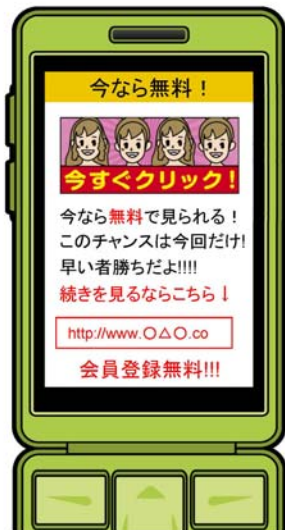 今なら無料！
今すぐクリック！
今なら無料で見られる！
このチャンスは今回だけ!
早い者勝ちだよ!!!!
続きを見るならこちら↓
http://www.○△○.co
会員登録無料!!!